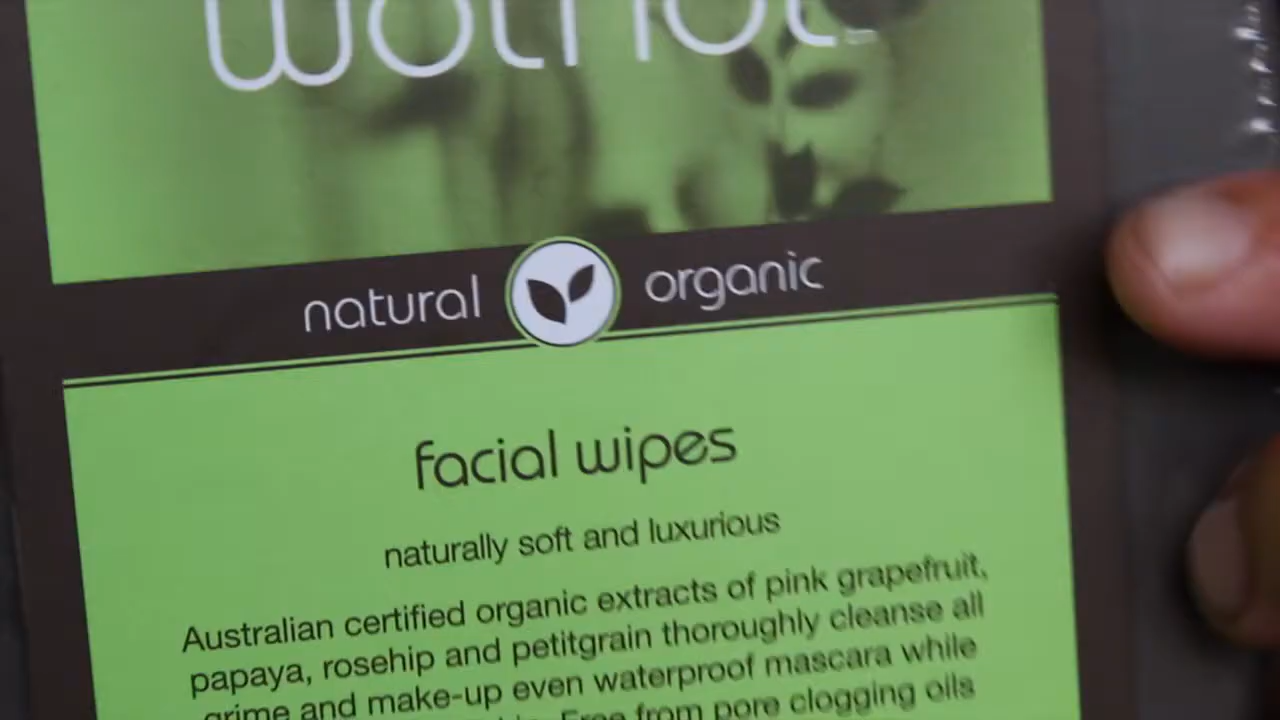 wotnot
natural organic
facial wipes
naturally soft and luxurious
Australian certified organic extracts of pink grapefruit,
papaya, rosehip and petitgrain thoroughly cleanse all
grime and make-up even waterproof mascara while
Free from pore clogging oils